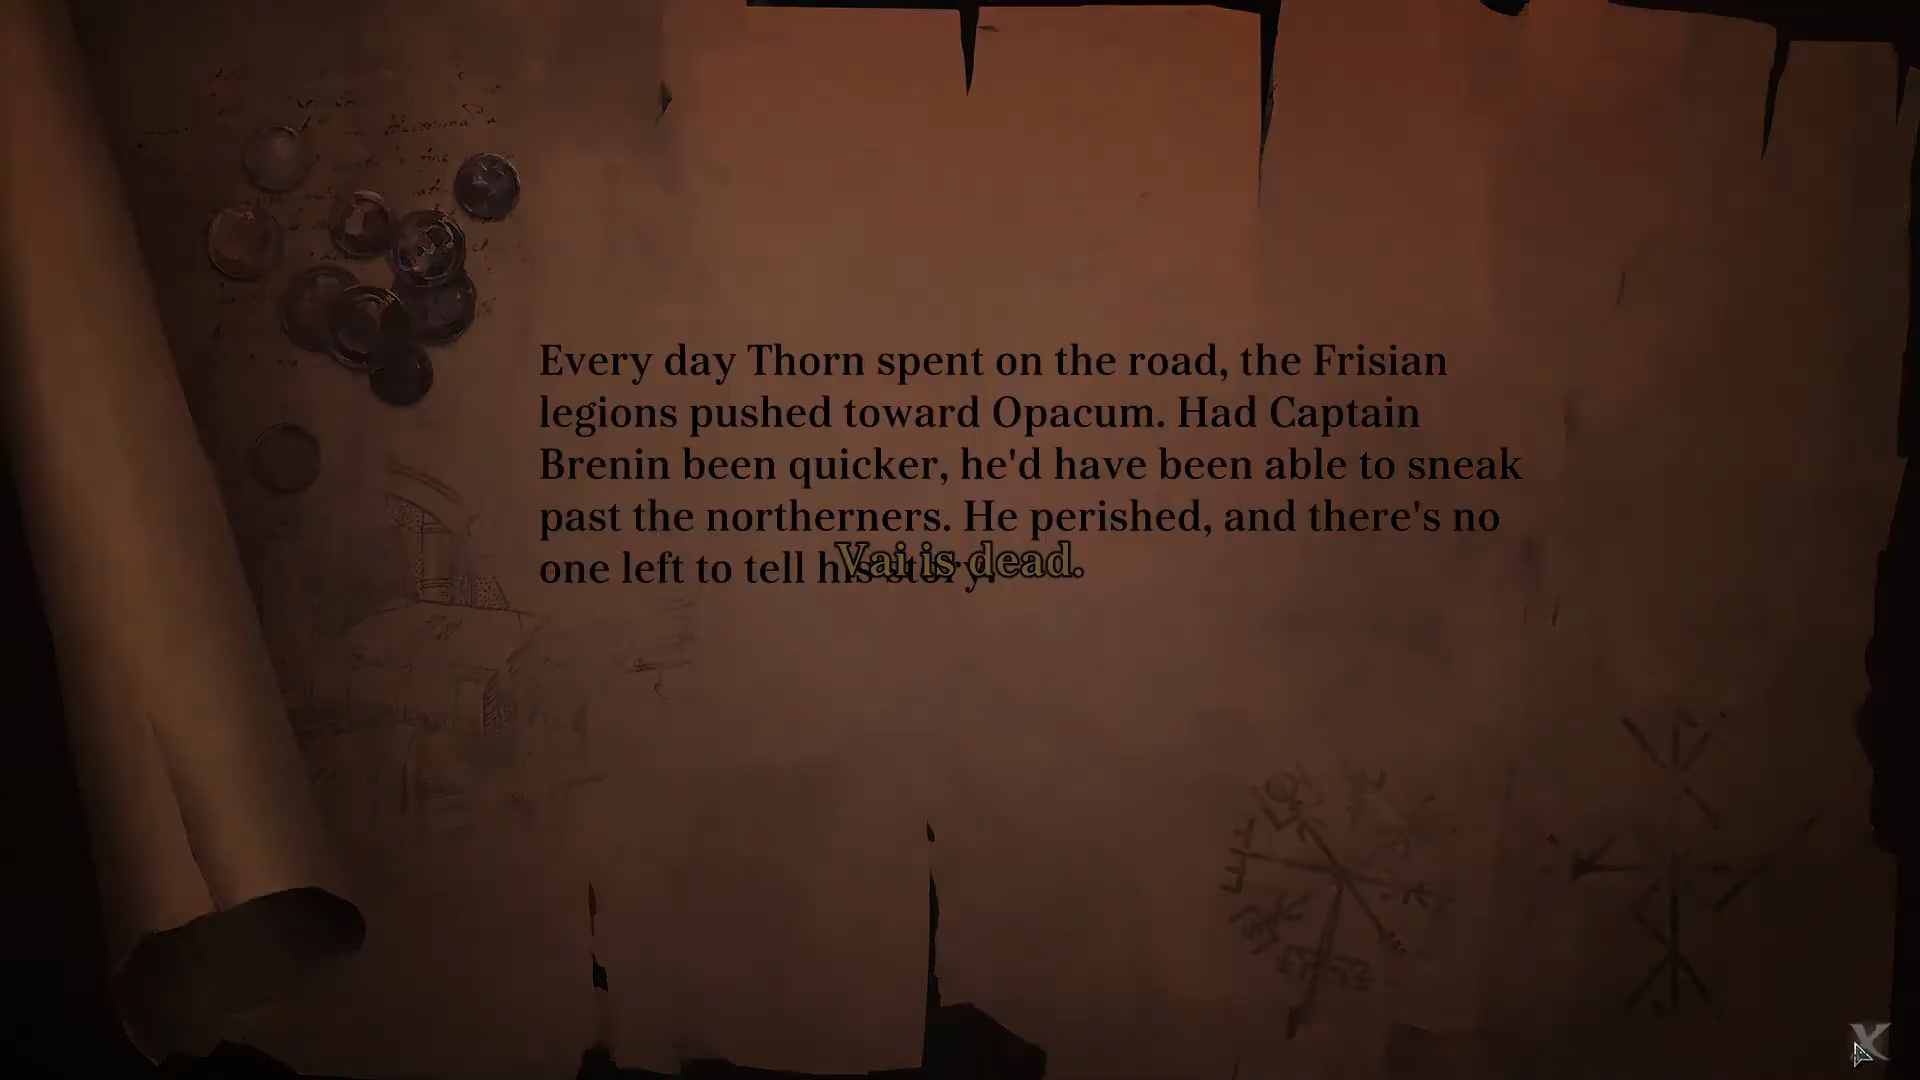 Every day Thorn spent on the road, the Frisian
legions pushed toward Opacum. Had Captain
Brenin been quicker, he'd have been able to sneak
past the northerners. He perished, and there's no
one left to tell his story.
Vai is dead.